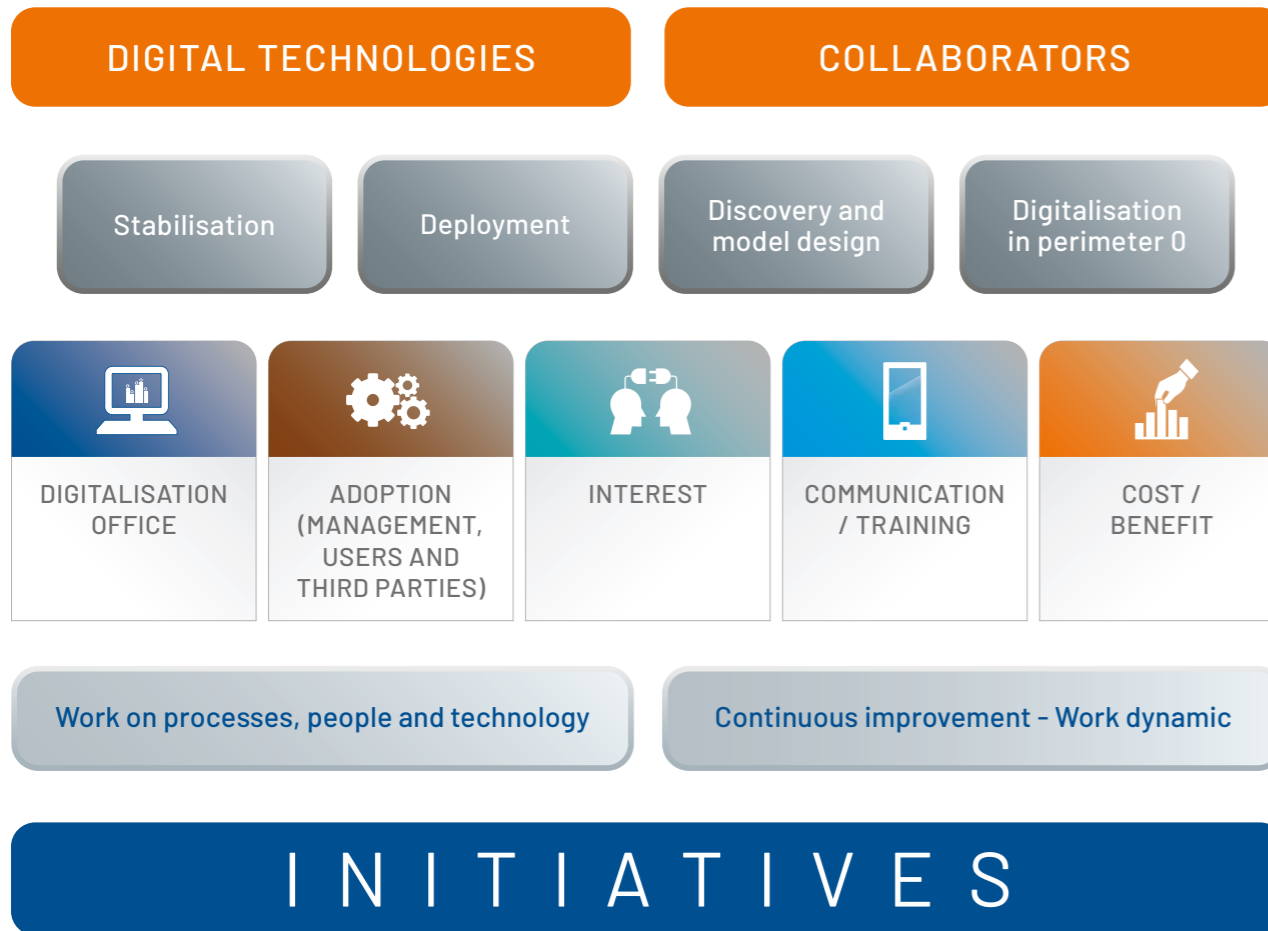 DIGITAL TECHNOLOGIES
COLLABORATORS
Stabilisation
Deployment
Discovery and
model design
Digitalisation
in perimeter 0
DIGITALISATION
OFFICE
ADOPTION
(MANAGEMENT,
USERS AND
THIRD PARTIES)
INTEREST
COMMUNICATION
/ TRAINING
COST /
BENEFIT
Work on processes, people and technology
Continuous improvement - Work dynamic
INITIATIVES